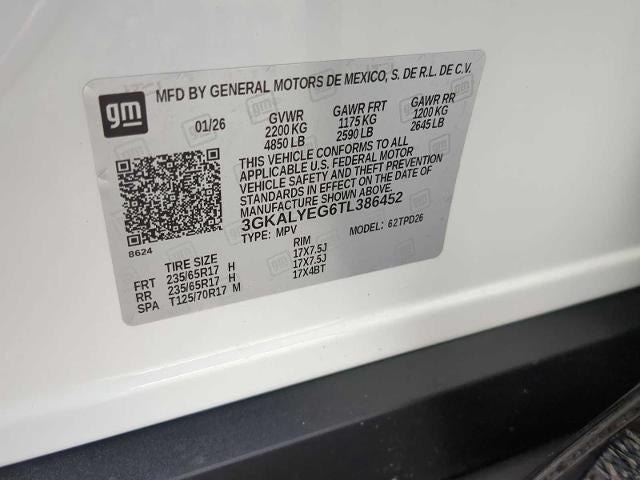 MFD BY GENERAL MOTORS DE MEXICO, S. DE R.L. DE C.V.
gm
01/26 GVWR GAWR FRT GAWR RR
2200 KG 1175 KG 1200 KG
4850 LB 2590 LB 2645 LB
THIS VEHICLE CONFORMS TO ALL
APPLICABLE U.S. FEDERAL MOTOR
VEHICLE SAFETY AND THEFT PREVENTION
STANDARDS IN EFFECT ON THE DATE OF
MANUFACTURE SHOWN ABOVE.
3GKALYEG6TL386452
TYPE: MPV MODEL: 62TPD26
8624
TIRE SIZE RIM
FRT 235/65R17 H 17X7.5J
RR 235/65R17 H 17X7.5J
SPA T125/70R17 M 17X4BT